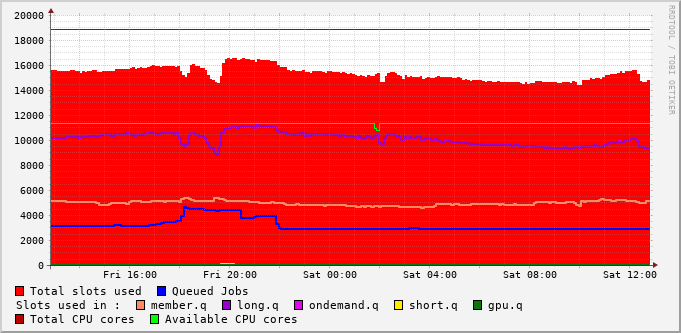 20000
18000
16000
14000
12000
10000
8000
6000
4000
2000
0
Fri 16:00 Fri 20:00 Sat 00:00 Sat 04:00 Sat 08:00 Sat 12:00
Total slots used Queued Jobs
Slots used in : member.q long.q ondemand.q short.q gpu.q
Total CPU cores Available CPU cores
RRDTOOL / TOBI OETIKER